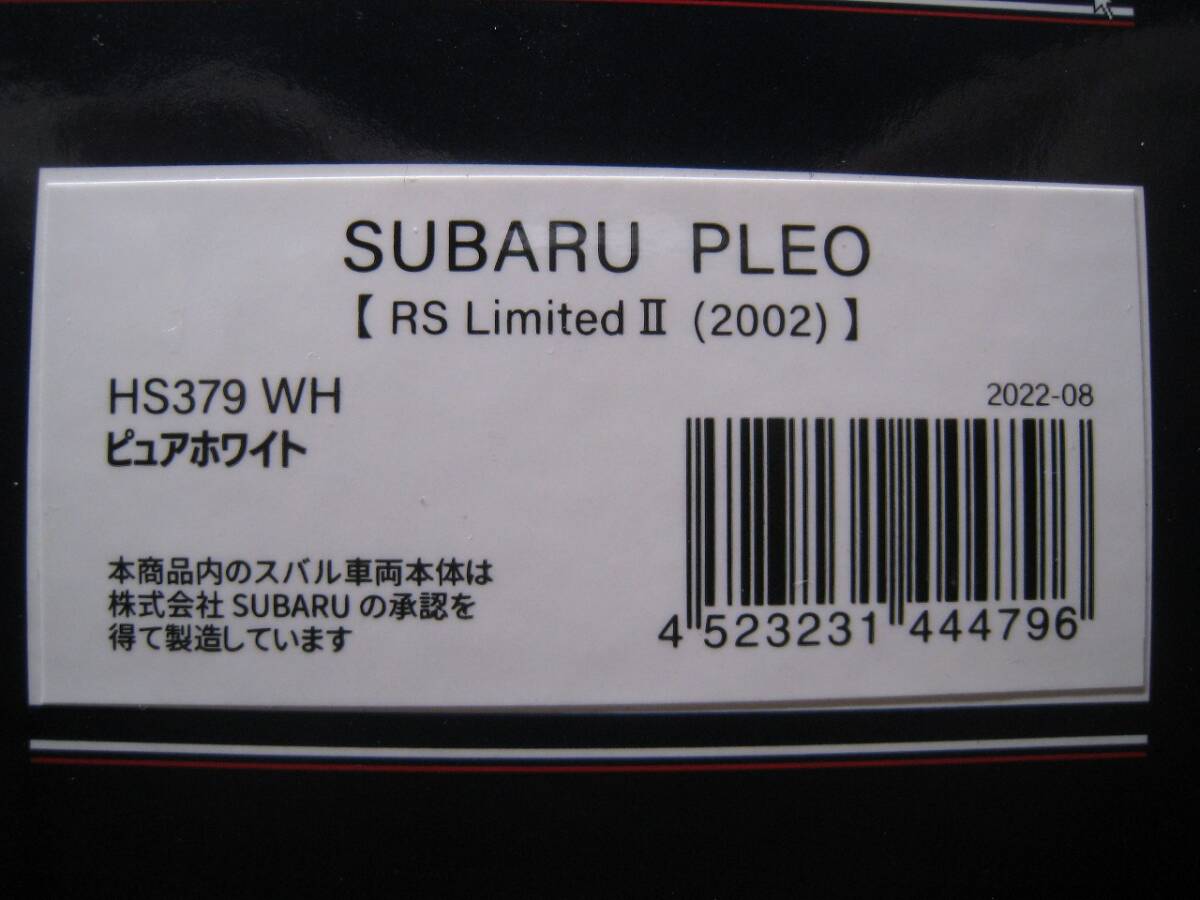 SUBARU PLEO
【 RS Limited Ⅱ (2002) 】
HS379 WH
ピュアホワイト
2022-08
本商品内のスバル車両本体は
株式会社 SUBARU の承認を
得て製造しています
4 523231 444796